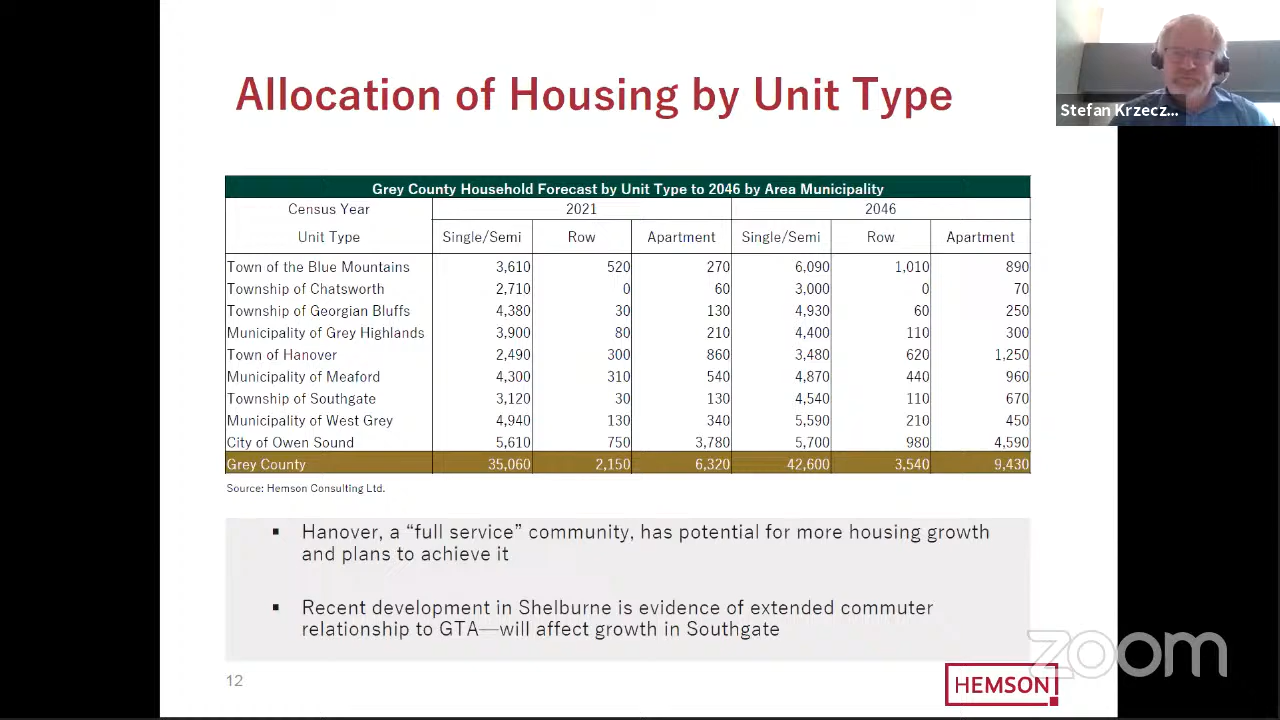 Allocation of Housing by Unit Type
Stefan Krzecz...
Grey County Household Forecast by Unit Type to 2046 by Area Municipality
Census Year 2021 2046
Unit Type Single/Semi Row Apartment Single/Semi Row Apartment
Town of the Blue Mountains 3,610 520 270 6,090 1,010 890
Township of Chatsworth 2,710 0 60 3,000 0 70
Township of Georgian Bluffs 4,380 30 130 4,930 60 250
Municipality of Grey Highlands 3,900 80 210 4,400 110 300
Town of Hanover 2,490 300 860 3,480 620 1,250
Municipality of Meaford 4,300 310 540 4,870 440 960
Township of Southgate 3,120 30 130 4,540 110 670
Municipality of West Grey 4,940 130 340 5,590 210 450
City of Owen Sound 5,610 750 3,780 5,700 980 4,590
Grey County 35,060 2,150 6,320 42,600 3,540 9,430
Source: Hemson Consulting Ltd.
▪ Hanover, a “full service” community, has potential for more housing growth
and plans to achieve it
▪ Recent development in Shelburne is evidence of extended commuter
relationship to GTA—will affect growth in Southgate
zoom
12
HEMSON